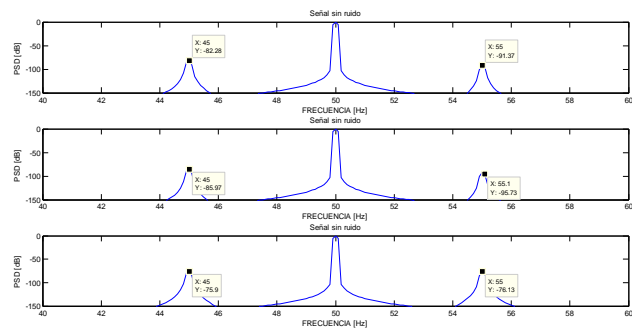 Señal sin ruido
PSD [dB]
0
-50
-100
-150
X: 45
Y: -82.28
X: 55
Y: -91.37
40 42 44 46 48 50 52 54 56 58 60
FRECUENCIA [Hz]
Señal sin ruido
PSD [dB]
0
-50
-100
-150
X: 45
Y: -85.97
X: 55.1
Y: -95.73
40 42 44 46 48 50 52 54 56 58 60
FRECUENCIA [Hz]
Señal sin ruido
PSD [dB]
0
-50
-100
-150
X: 45
Y: -75.9
X: 55
Y: -76.13
40 42 44 46 48 50 52 54 56 58 60
FRECUENCIA [Hz]